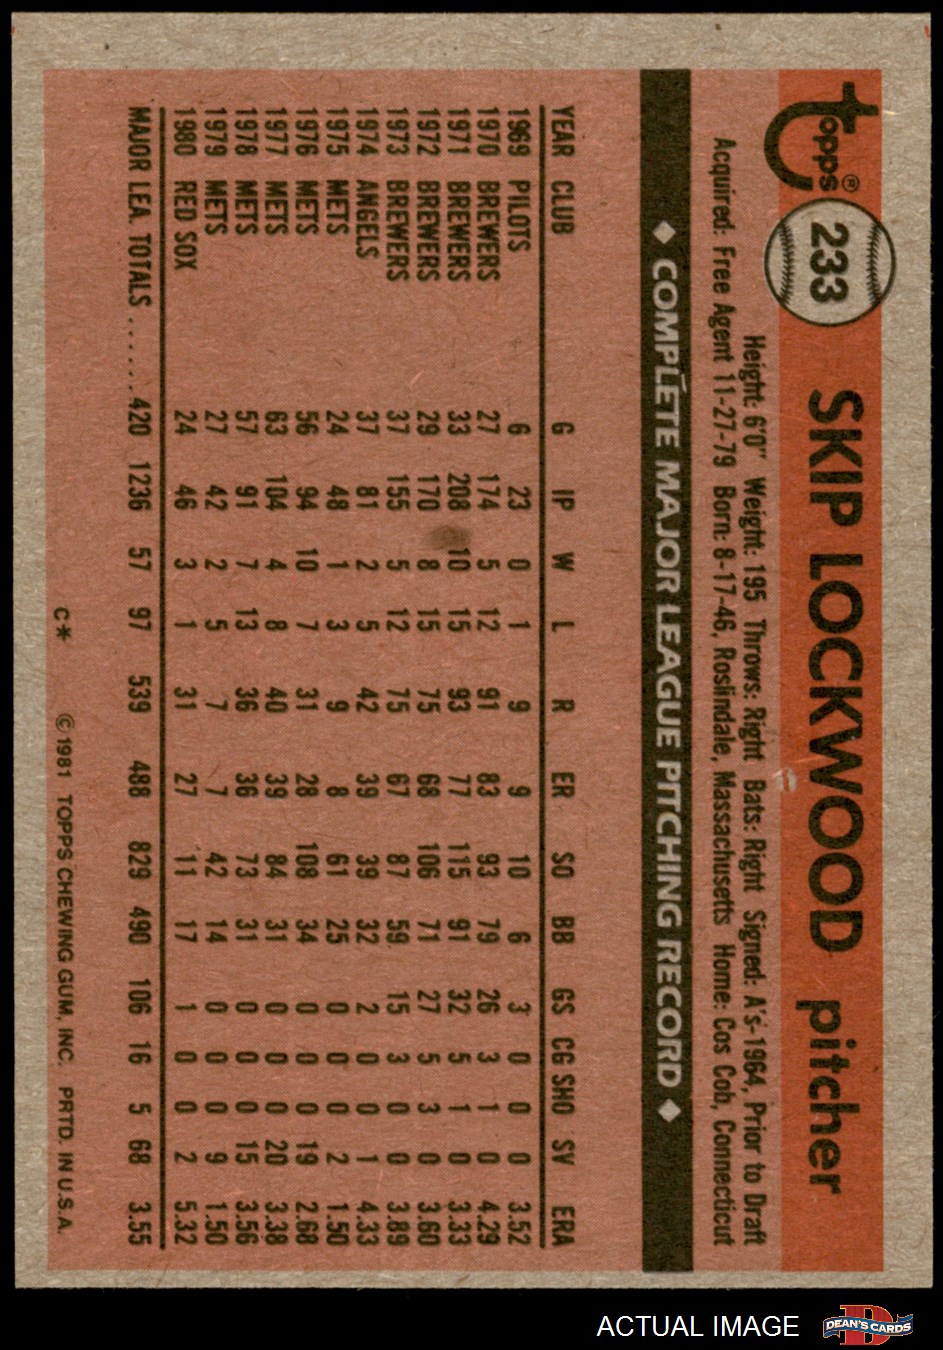 Topps® 233 SKIP LOCKWOOD pitcher
Height: 6'0" Weight: 195 Throws: Right Bats: Right Signed: A's-1964, Prior to Draft
Acquired: Free Agent 11-27-79 Born: 8-17-46, Roslindale, Massachusetts Home: Cos Cob, Connecticut
◆ COMPLETE MAJOR LEAGUE PITCHING RECORD ◆
YEAR CLUB G IP W L R ER SO BB GS CG SHO SV ERA
1969 PILOTS 6 23 0 1 9 9 10 6 3 0 0 0 3.52
1970 BREWERS 27 174 5 12 91 83 93 79 26 3 1 0 4.29
1971 BREWERS 33 208 10 15 93 77 115 91 32 5 1 0 3.33
1972 BREWERS 29 170 8 15 75 68 106 71 27 5 3 0 3.60
1973 BREWERS 37 155 5 12 75 67 87 59 15 3 0 0 3.89
1974 ANGELS 37 81 2 5 42 39 39 32 2 0 0 1 4.33
1975 METS 24 48 1 3 9 8 61 25 0 0 0 2 1.50
1976 METS 56 94 10 7 31 28 108 34 0 0 0 19 2.68
1977 METS 63 104 4 8 40 39 84 31 0 0 0 20 3.38
1978 METS 57 91 7 13 36 36 73 31 0 0 0 15 3.56
1979 METS 27 42 2 5 7 7 42 14 0 0 0 9 1.50
1980 RED SOX 24 46 3 1 31 27 11 17 1 0 0 2 5.32
MAJOR LEA. TOTALS ...... 420 1236 57 97 539 488 829 490 106 16 5 68 3.55
C* © 1981 TOPPS CHEWING GUM, INC. PRTD. IN U.S.A.
ACTUAL IMAGE DEAN'S CARDS